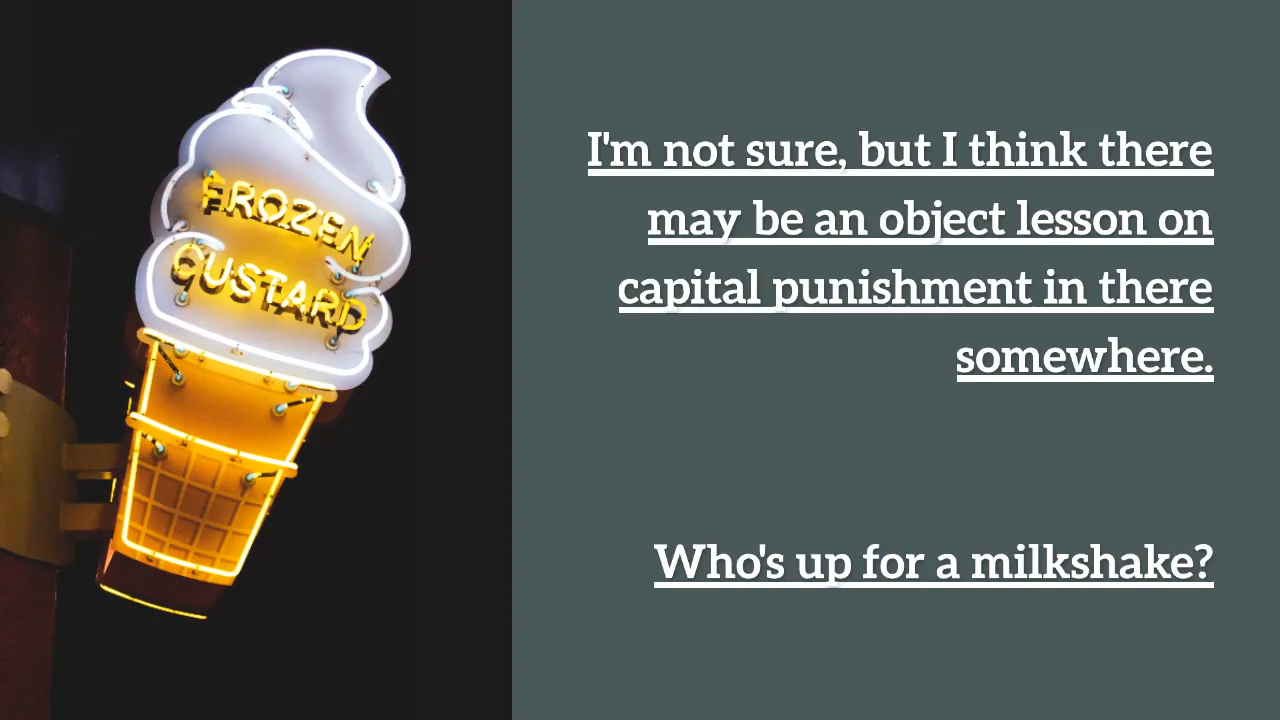 FROZEN
CUSTARD
I'm not sure, but I think there
may be an object lesson on
capital punishment in there
somewhere.
Who's up for a milkshake?